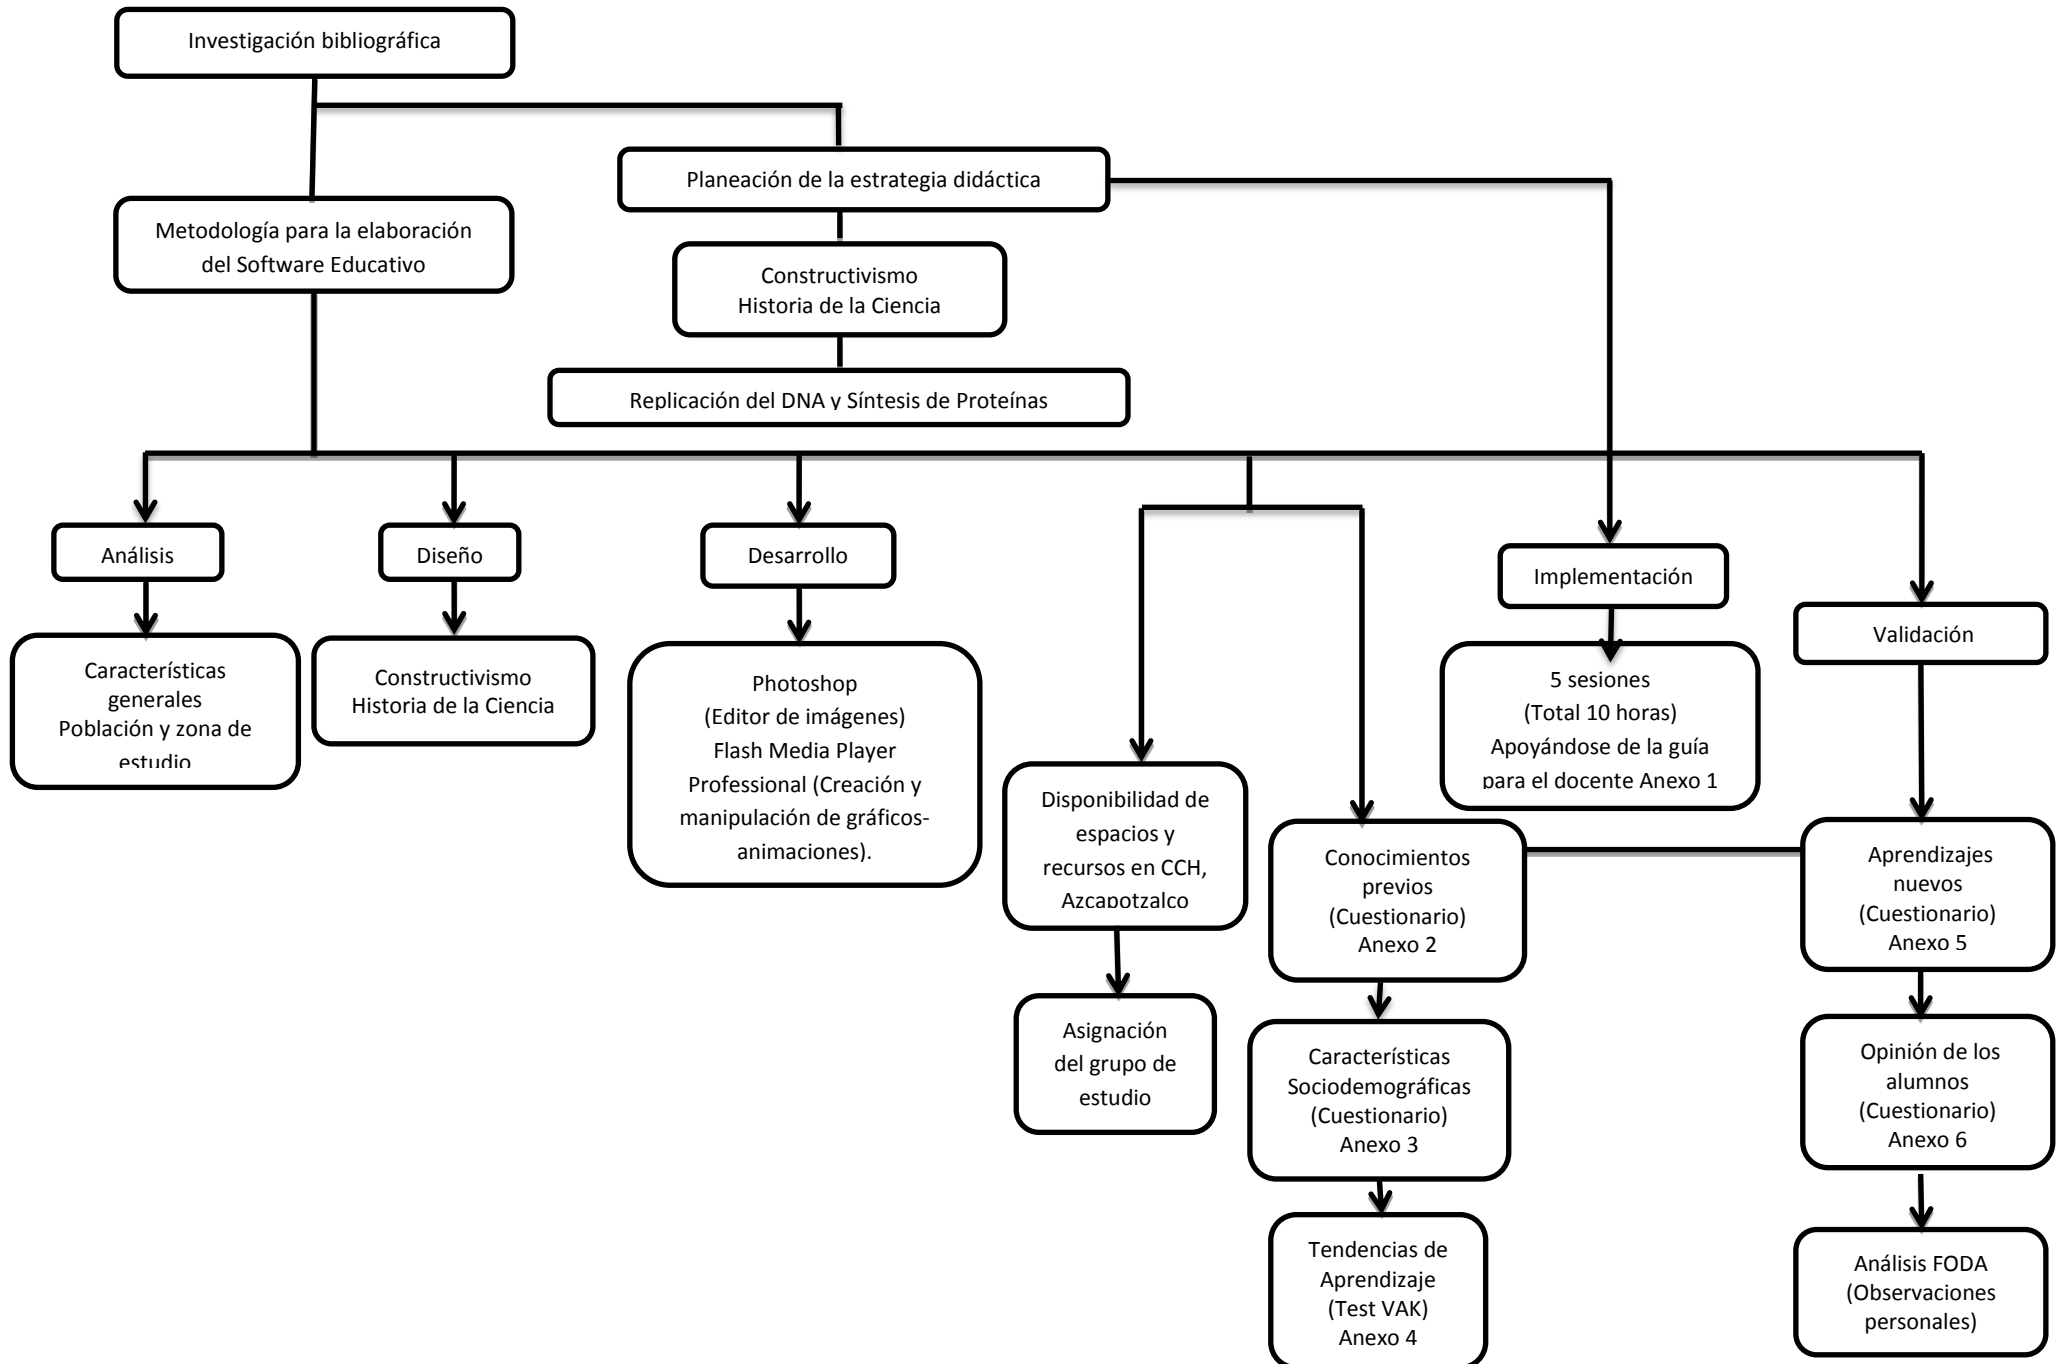 Investigación bibliográfica
Planeación de la estrategia didáctica
Metodología para la elaboración
del Software Educativo
Constructivismo
Historia de la Ciencia
Replicación del DNA y Síntesis de Proteínas
Análisis
Diseño
Desarrollo
Implementación
Validación
Características
generales
Población y zona de
estudio
Constructivismo
Historia de la Ciencia
Photoshop
(Editor de imágenes)
Flash Media Player
Professional (Creación y
manipulación de gráficos-
animaciones).
Disponibilidad de
espacios y
recursos en CCH,
Azcapotzalco
Asignación
del grupo de
estudio
Conocimientos
previos
(Cuestionario)
Anexo 2
Características
Sociodemográficas
(Cuestionario)
Anexo 3
Tendencias de
Aprendizaje
(Test VAK)
Anexo 4
5 sesiones
(Total 10 horas)
Apoyándose de la guía
para el docente Anexo 1
Aprendizajes
nuevos
(Cuestionario)
Anexo 5
Opinión de los
alumnos
(Cuestionario)
Anexo 6
Análisis FODA
(Observaciones
personales)